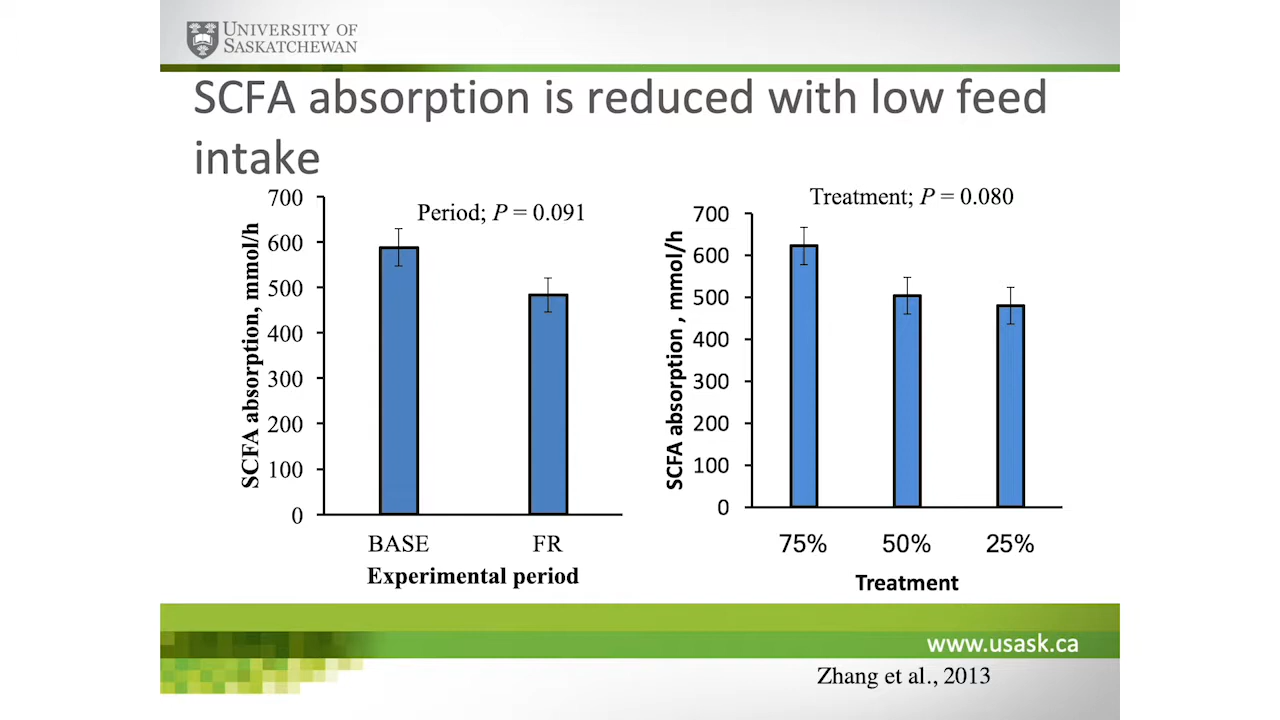 UNIVERSITY OF
SASKATCHEWAN
SCFA absorption is reduced with low feed
intake
Period; P = 0.091
SCFA absorption, mmol/h
700
600
500
400
300
200
100
0
BASE FR
Experimental period
Treatment; P = 0.080
SCFA absorption , mmol/h
700
600
500
400
300
200
100
0
75% 50% 25%
Treatment
www.usask.ca
Zhang et al., 2013